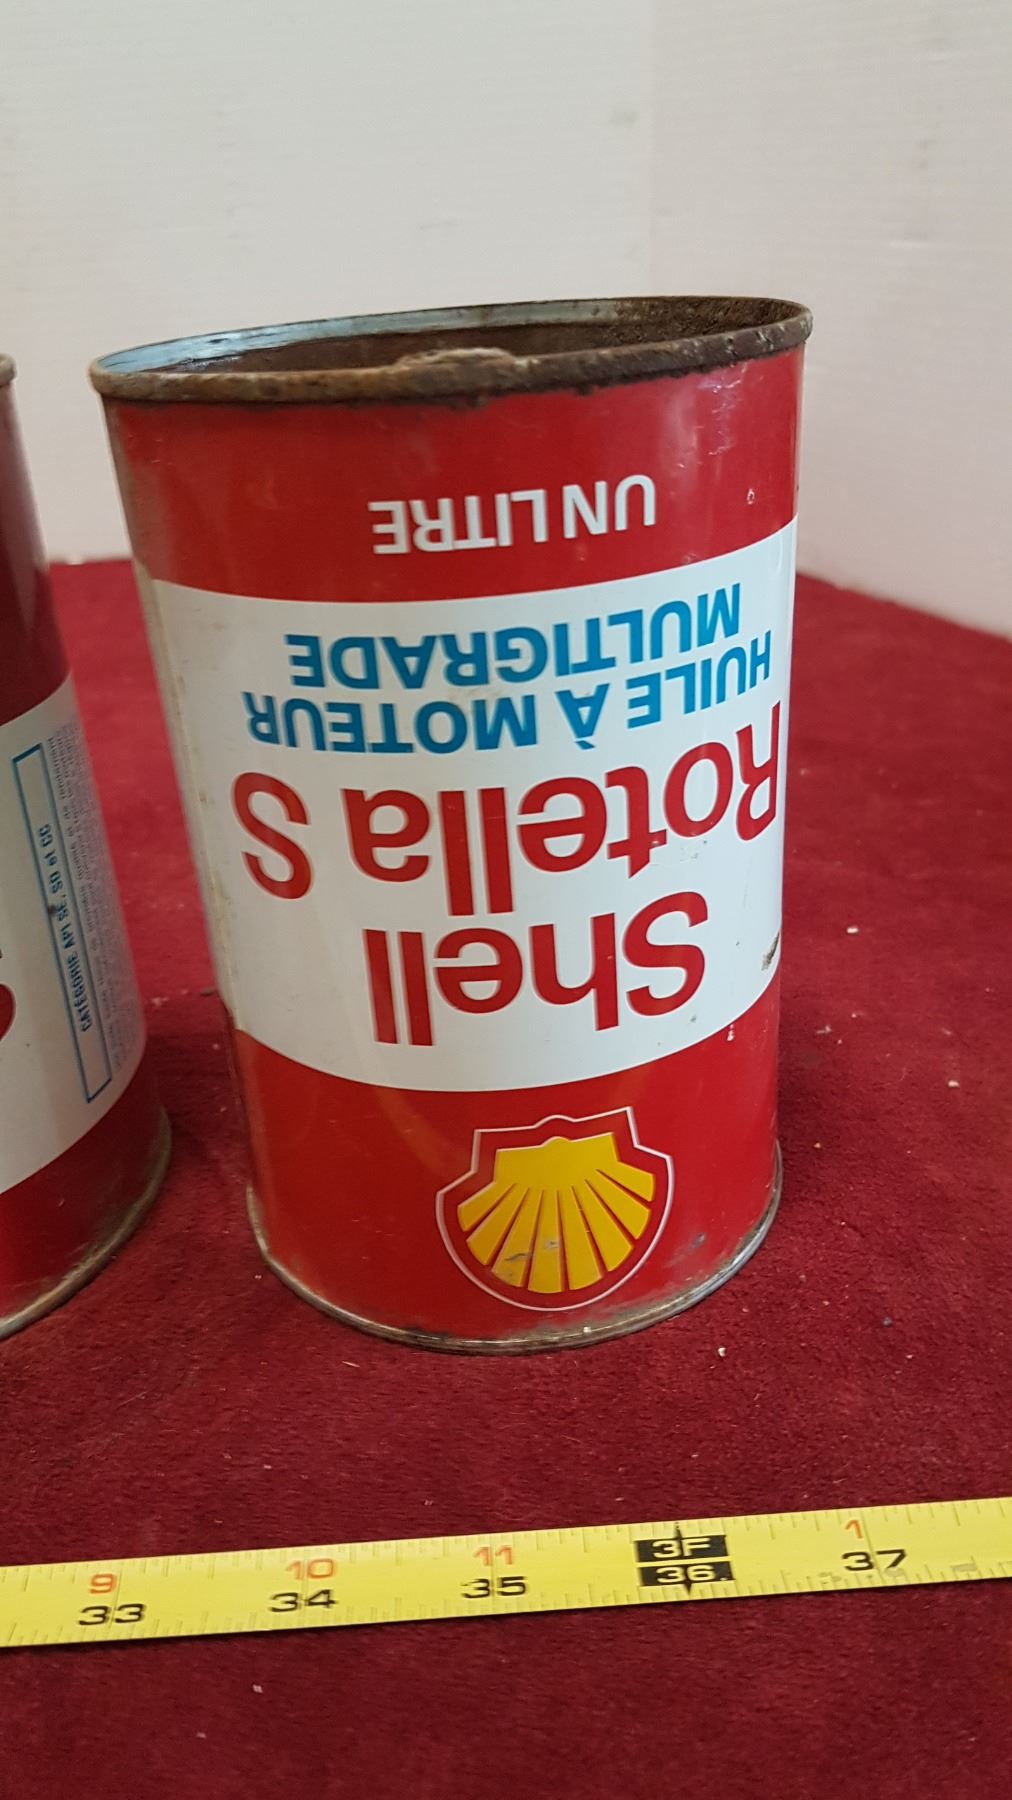 UN LITRE
HUILE À MOTEUR
MULTIGRADE
Shell
Rotella S
CATÉGORIE API SE, SD et CC
9 10 11 3F 1
33 34 35 36 37